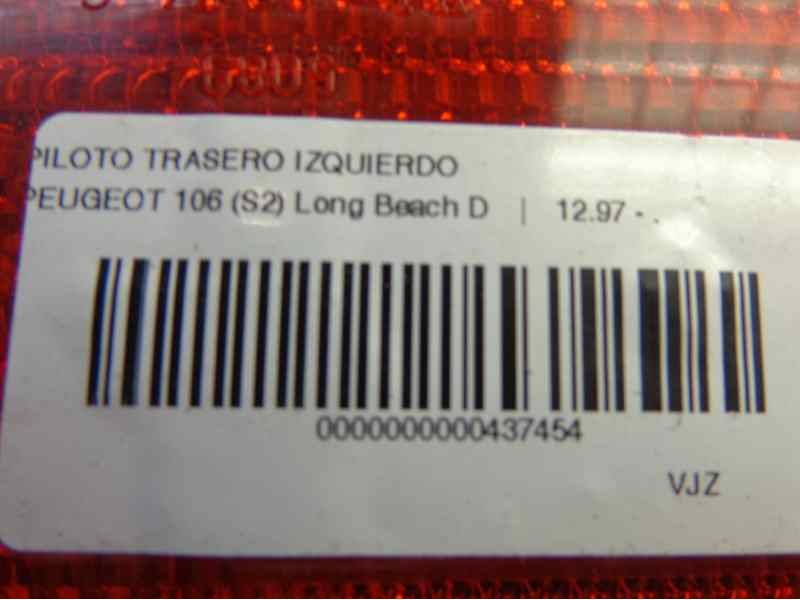 PILOTO TRASERO IZQUIERDO
PEUGEOT 106 (S2) Long Beach D | 12.97 - .
0000000000437454
VJZ